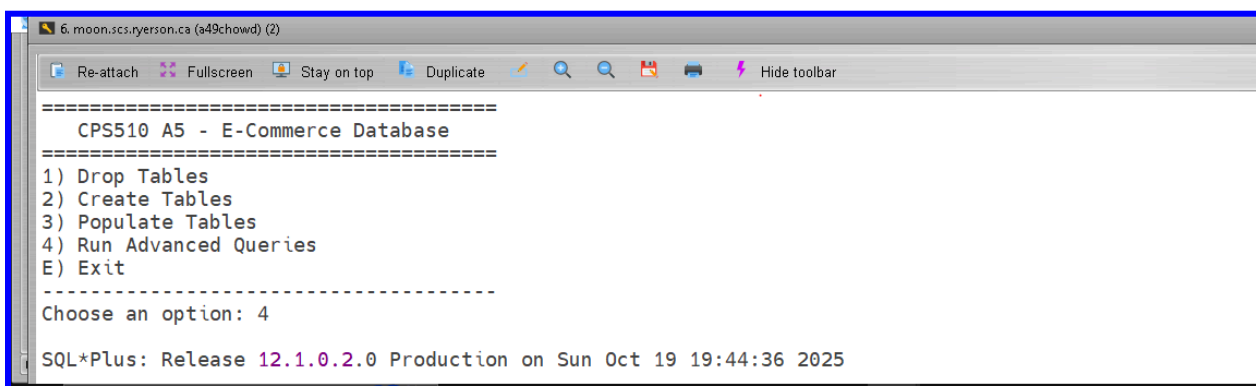 6. moon.scs.ryerson.ca (a49chowd) (2)
Re-attach Fullscreen Stay on top Duplicate Hide toolbar
======================================
CPS510 A5 - E-Commerce Database
======================================
1) Drop Tables
2) Create Tables
3) Populate Tables
4) Run Advanced Queries
E) Exit
--------------------------------------
Choose an option: 4
SQL*Plus: Release 12.1.0.2.0 Production on Sun Oct 19 19:44:36 2025